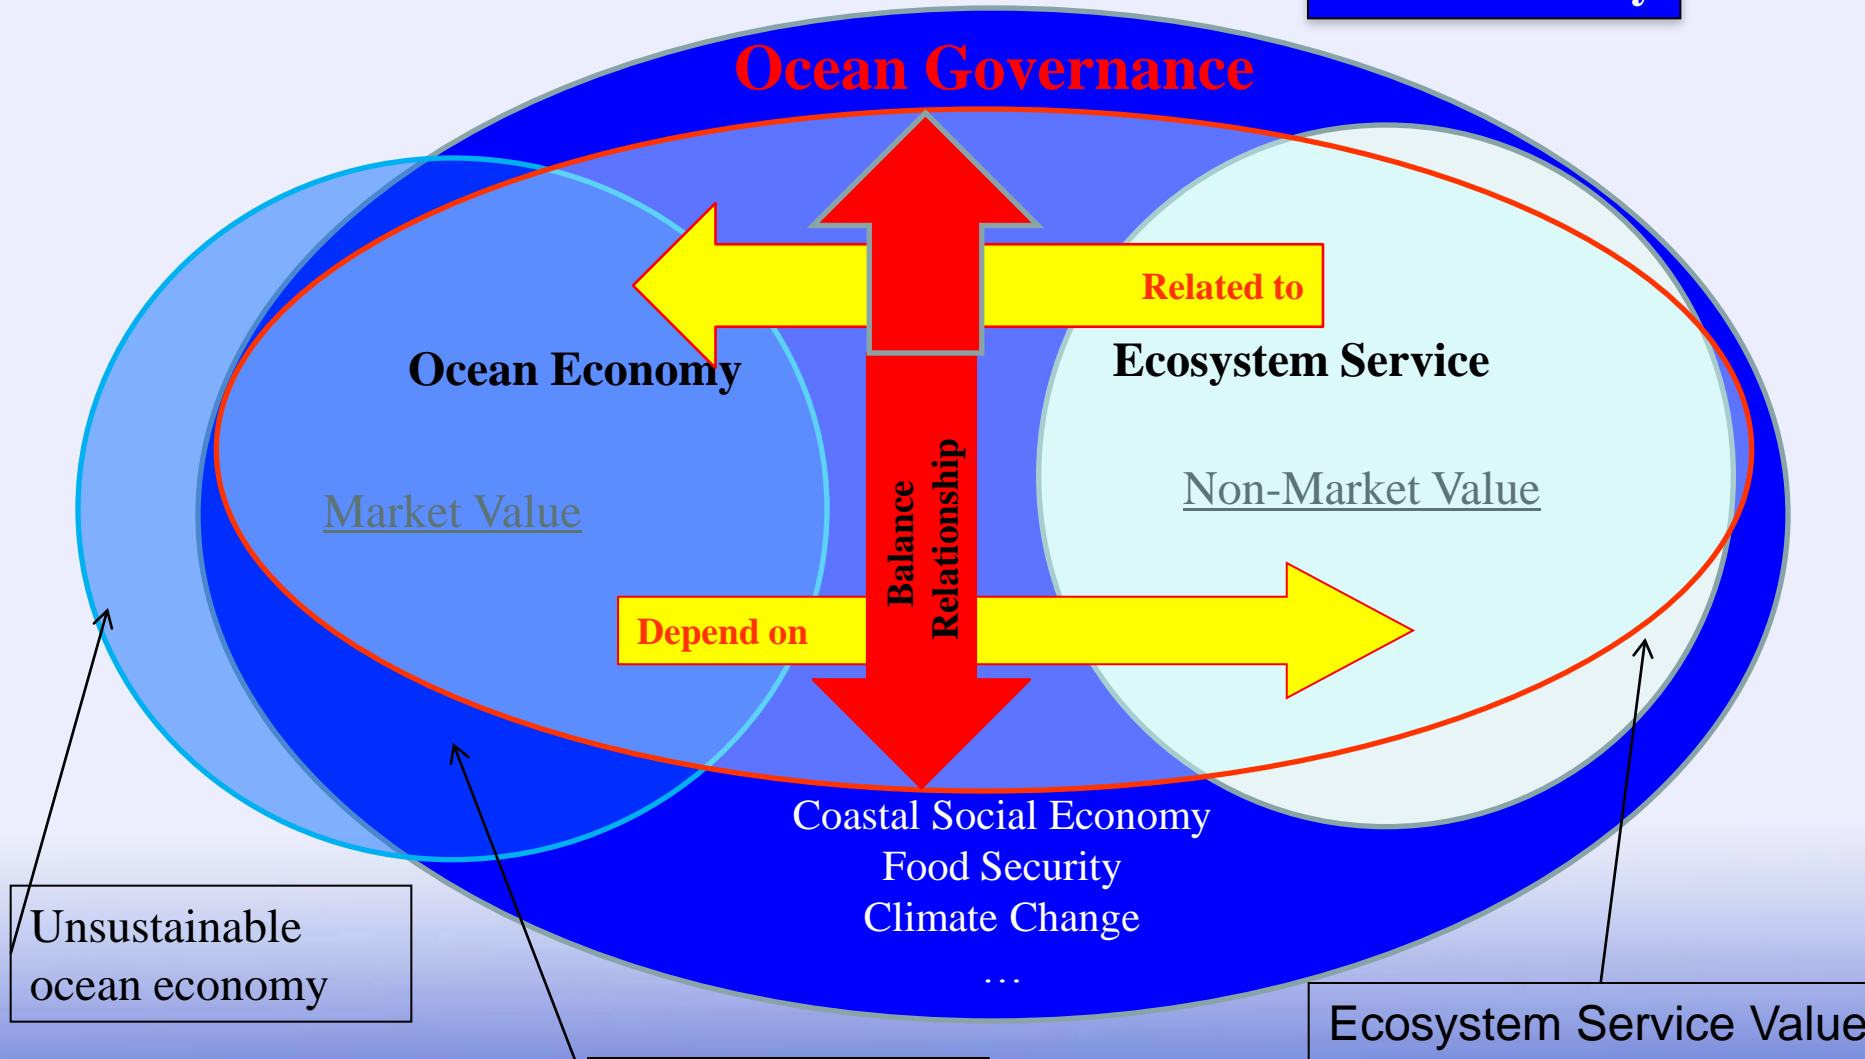 Ocean Governance
Related to
Ocean Economy
Ecosystem Service
Balance
Relationship
Market Value
Non-Market Value
Depend on
Coastal Social Economy
Food Security
Climate Change
…
Unsustainable
ocean economy
Ecosystem Service Value